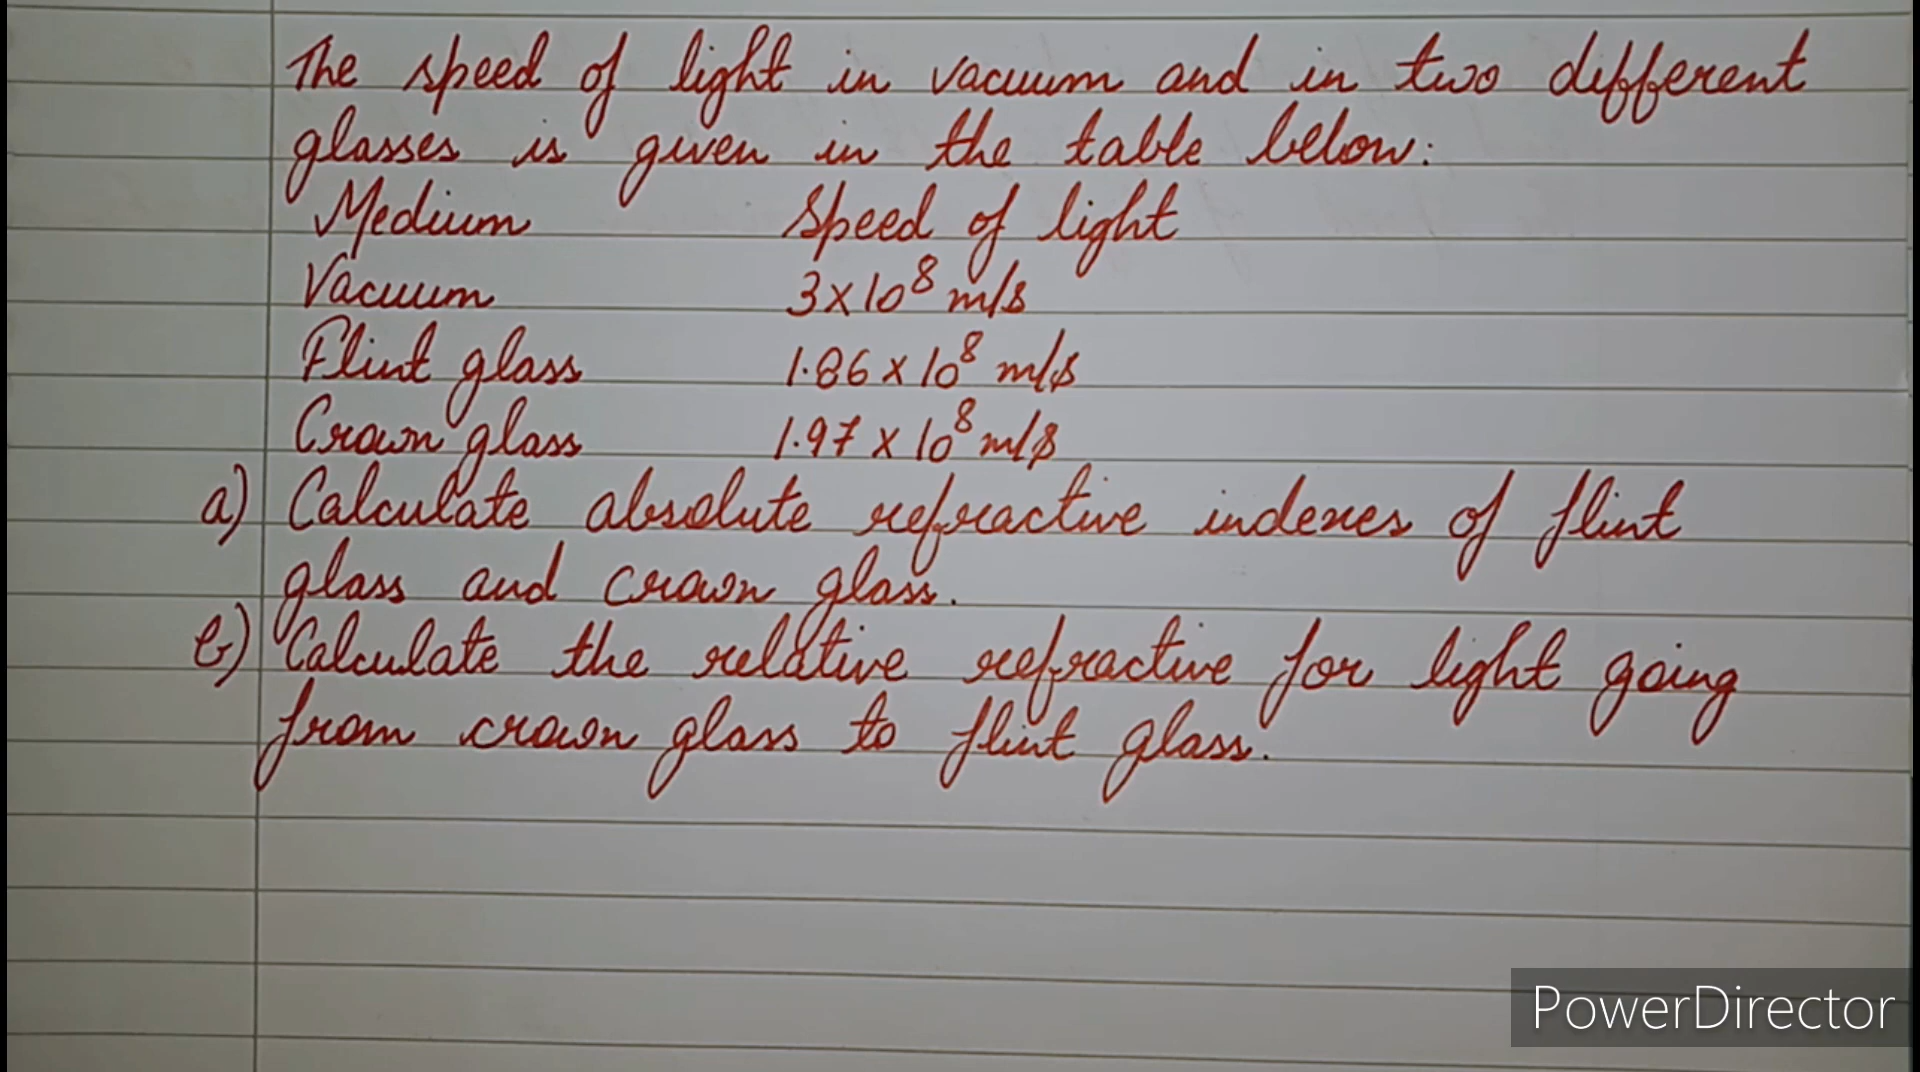 The speed of light in vacuum and in two different
glasses is given in the table below:
Medium Speed of light
Vacuum 3×10⁸ m/s
Flint glass 1.86×10⁸ m/s
Crown glass 1.97×10⁸ m/s
a) Calculate absolute refractive indexes of flint
glass and crown glass.
b) Calculate the relative refractive for light going
from crown glass to flint glass.
PowerDirector